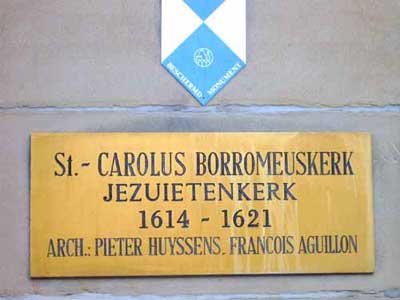 BESCHERMD MONUMENT
St.- CAROLUS BORROMEUSKERK
JEZUIETENKERK
1614 - 1621
ARCH.: PIETER HUYSSENS. FRANCOIS AGUILLON